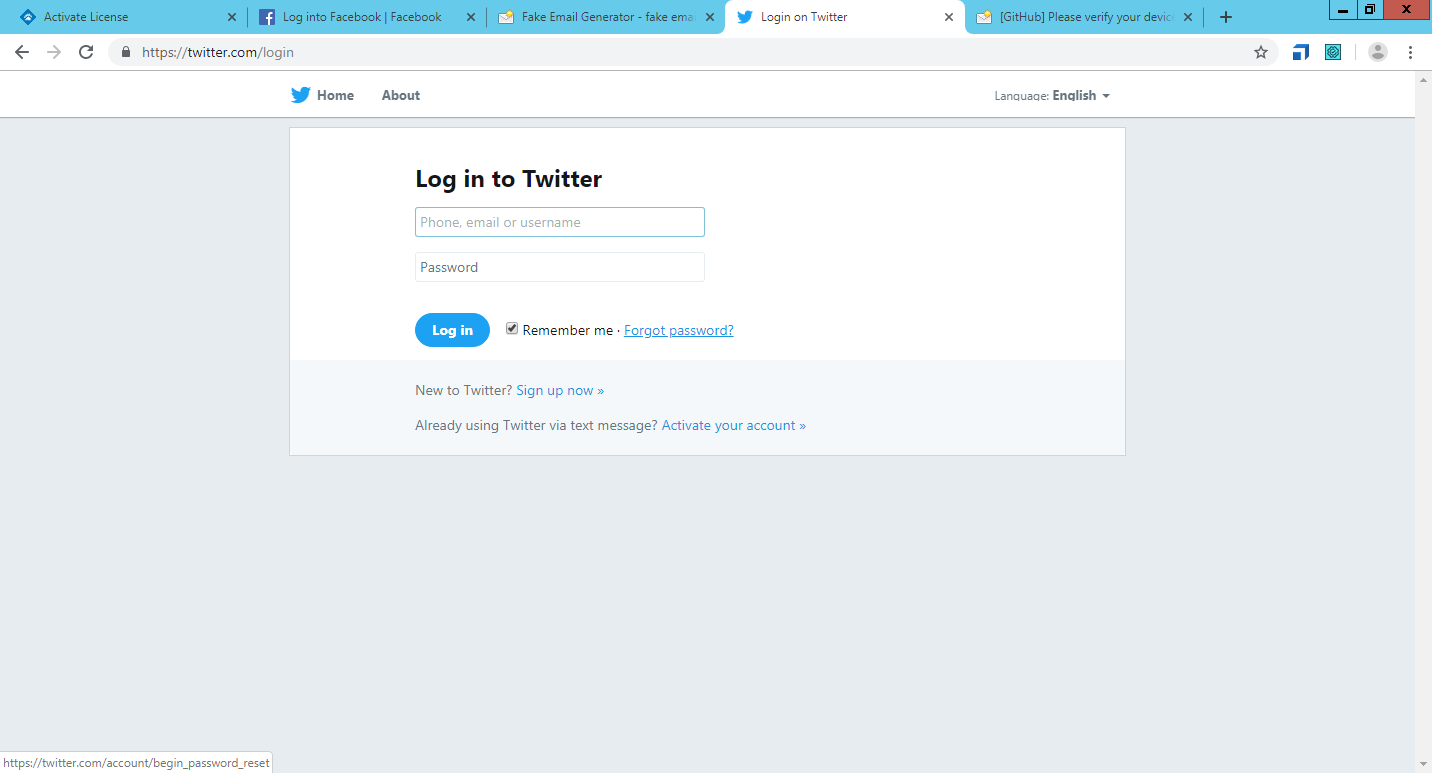 Activate License
Log into Facebook | Facebook
Fake Email Generator - fake emai
Login on Twitter
[GitHub] Please verify your device
https://twitter.com/login
Home About Language: English
Log in to Twitter
Phone, email or username
Password
Log in Remember me · Forgot password?
New to Twitter? Sign up now »
Already using Twitter via text message? Activate your account »
https://twitter.com/account/begin_password_reset